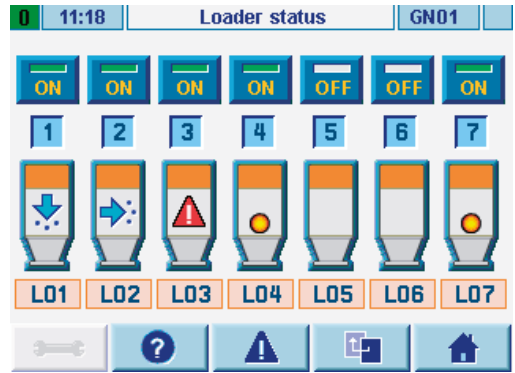 0 11:18 Loader status GN01
ON ON ON ON OFF OFF ON
1 2 3 4 5 6 7
L01 L02 L03 L04 L05 L06 L07
?